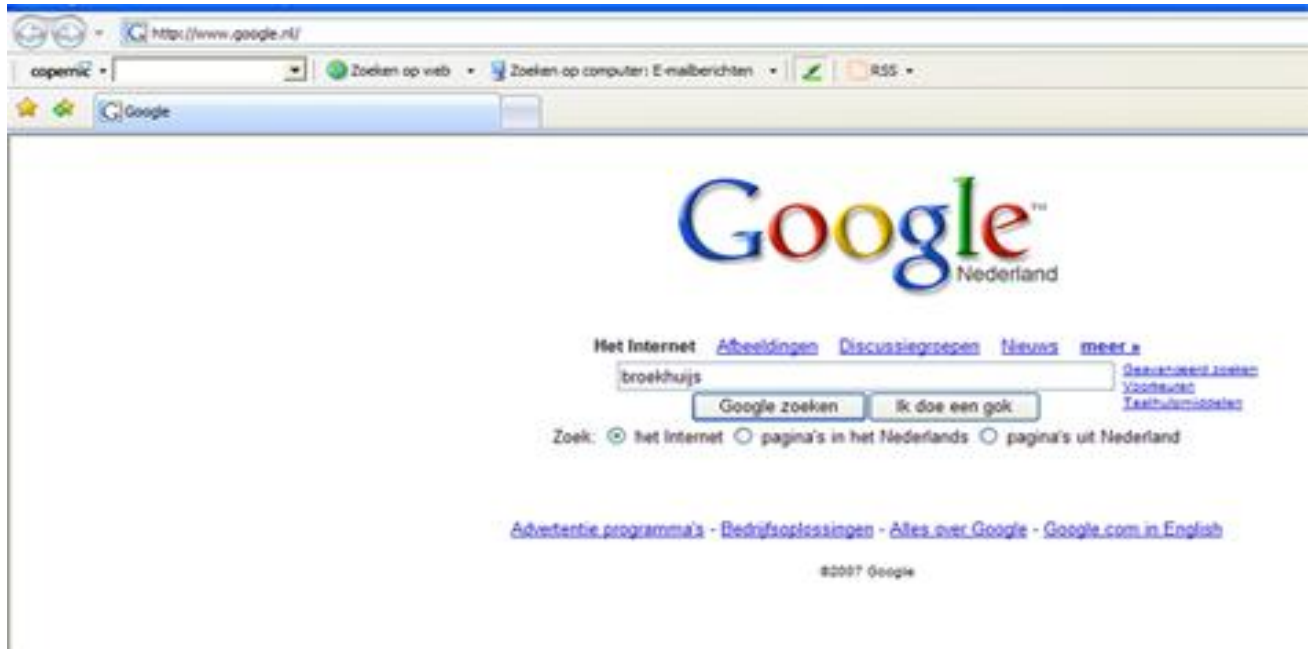 http://www.google.nl/
copernic Zoeken op web Zoeken op computer: E-mailberichten RSS
Google
Google™
Nederland
Het Internet Afbeeldingen Discussiegroepen Nieuws meer »
broekhuijs Geavanceerd zoeken
Voorkeuren
Google zoeken Ik doe een gok Taalhulpmiddelen
Zoek: het Internet pagina's in het Nederlands pagina's uit Nederland
Advertentie programma's - Bedrijfsoplossingen - Alles over Google - Google.com in English
©2007 Google